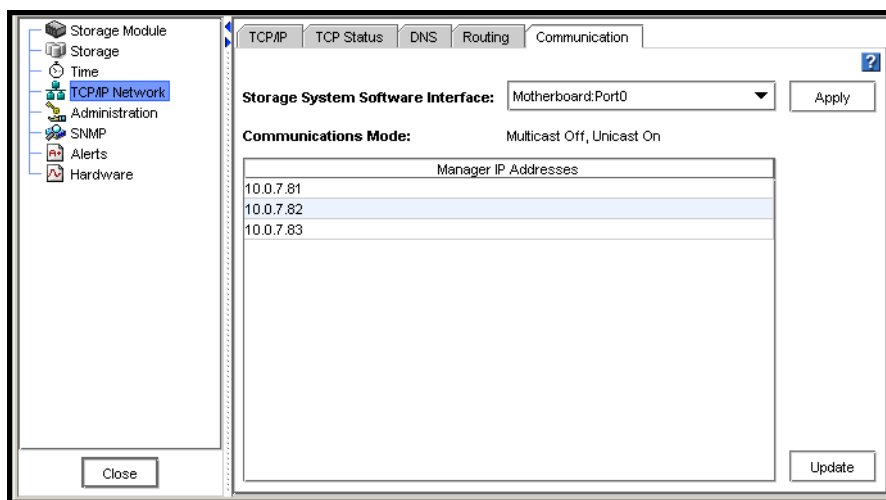 Storage Module
Storage
Time
TCP/IP Network
Administration
SNMP
Alerts
Hardware
Close
TCP/IP
TCP Status
DNS
Routing
Communication
?
Storage System Software Interface:
Motherboard:Port0
Apply
Communications Mode:
Multicast Off, Unicast On
Manager IP Addresses
10.0.7.81
10.0.7.82
10.0.7.83
Update